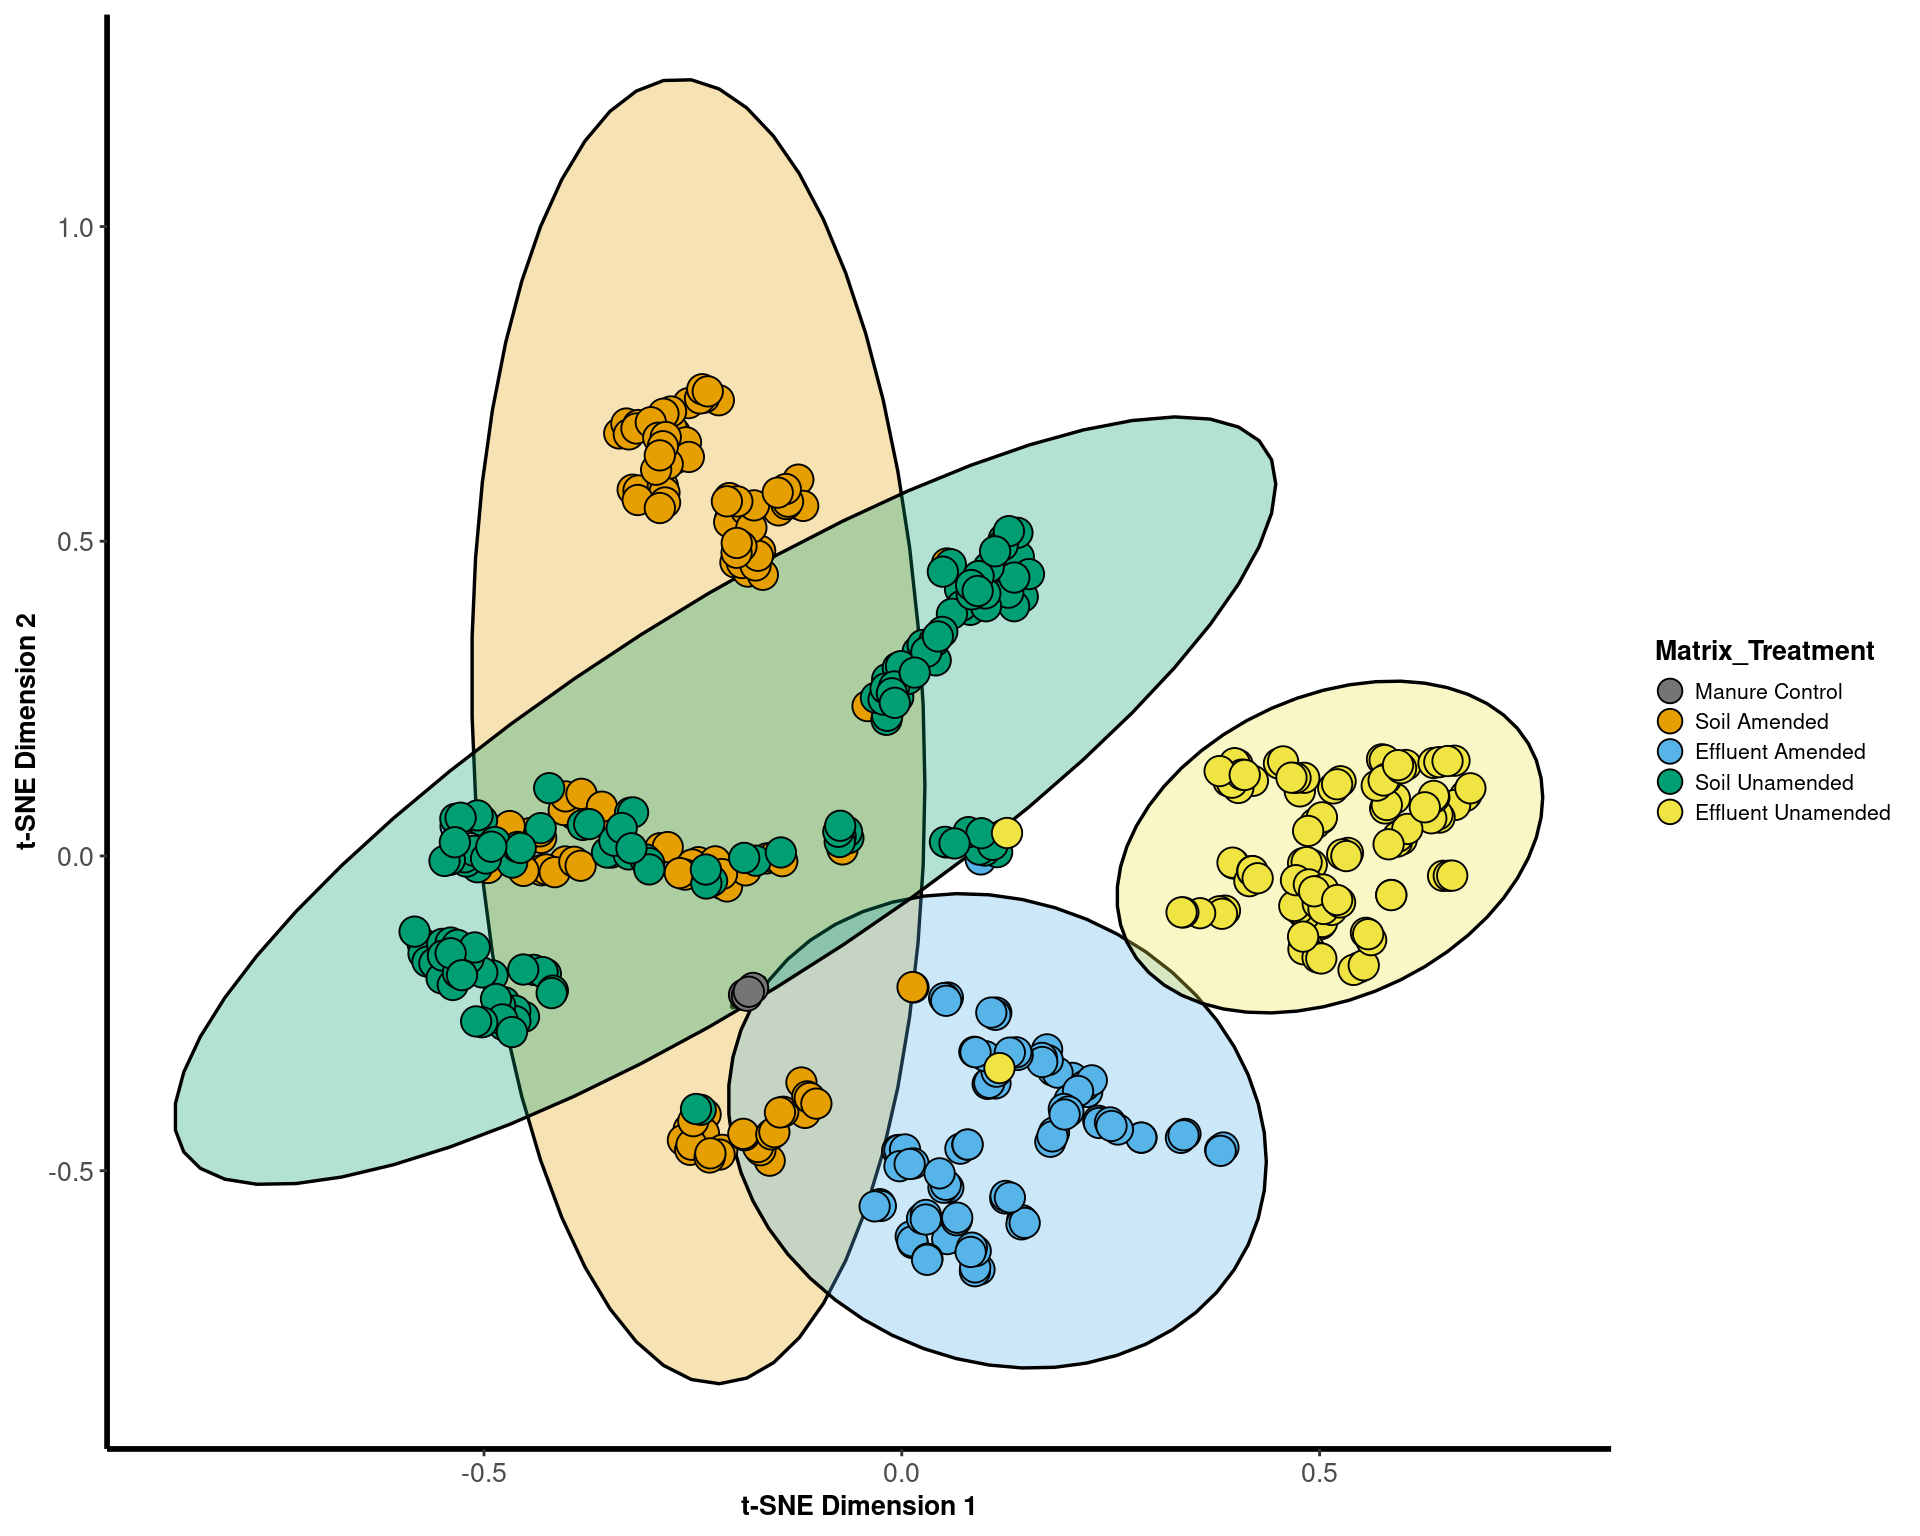 1.0
0.5
0.0
-0.5
t-SNE Dimension 2
-0.5
0.0
0.5
t-SNE Dimension 1
Matrix_Treatment
Manure Control
Soil Amended
Effluent Amended
Soil Unamended
Effluent Unamended